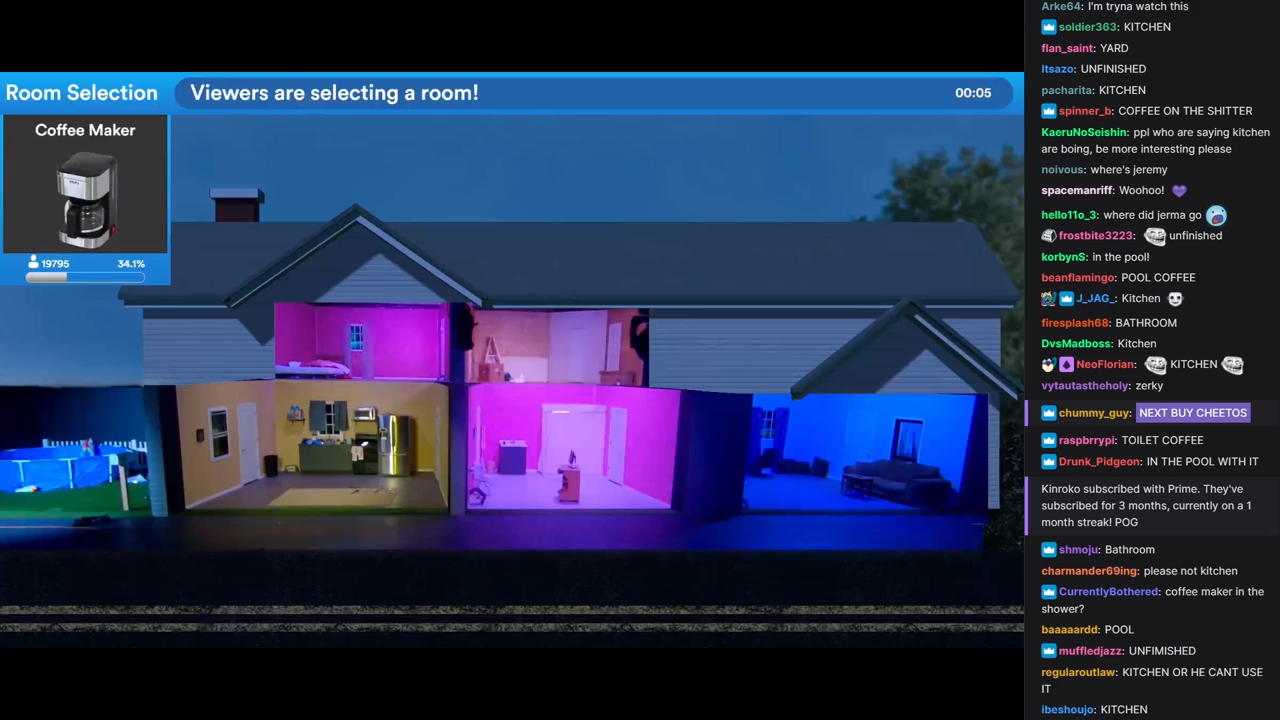 Room Selection
Viewers are selecting a room!
00:05
Coffee Maker
19795
34.1%
Arke64: I'm tryna watch this
soldier363: KITCHEN
flan_saint: YARD
Itsazo: UNFINISHED
pacharita: KITCHEN
spinner_b: COFFEE ON THE SHITTER
KaeruNoSeishin: ppl who are saying kitchen
are being, be more interesting please
noivous: where's jeremy
spacemanriff: Woohoo!
hello11o_3: where did jerma go
frostbite3223: unfinished
korbynS: in the pool!
beanflamingo: POOL COFFEE
J_JAG_: Kitchen
firesplash68: BATHROOM
DvsMadboss: Kitchen
NeoFlorian: KITCHEN
vytautastheholy: zerky
chummy_guy: NEXT BUY CHEETOS
raspbrrypi: TOILET COFFEE
Drunk_Pidgeon: IN THE POOL WITH IT
Kinroko subscribed with Prime. They've
subscribed for 3 months, currently on a 1
month streak! POG
shmoju: Bathroom
charmander69ing: please not kitchen
CurrentlyBothered: coffee maker in the
shower?
baaaaardd: POOL
muffledjazz: UNFIMISHED
regularoutlaw: KITCHEN OR HE CANT USE
IT
ibeshoujo: KITCHEN